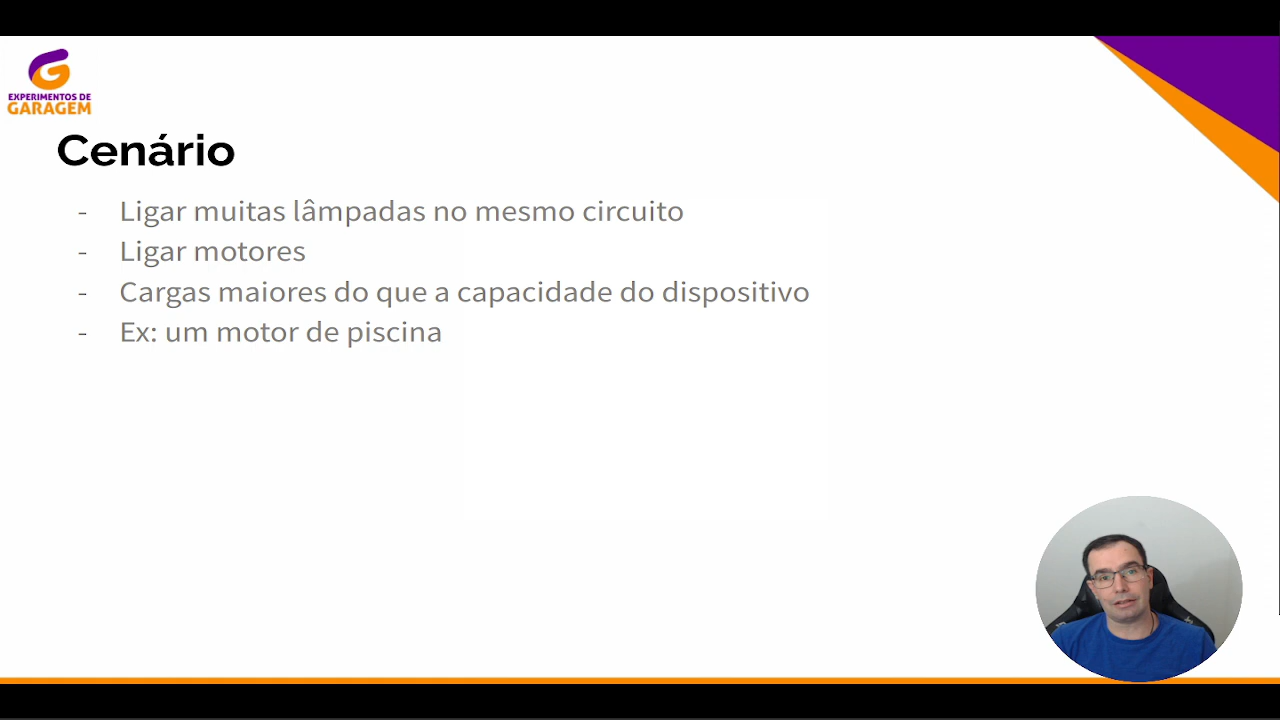 EXPERIMENTOS DE
GARAGEM
Cenário
- Ligar muitas lâmpadas no mesmo circuito
- Ligar motores
- Cargas maiores do que a capacidade do dispositivo
- Ex: um motor de piscina